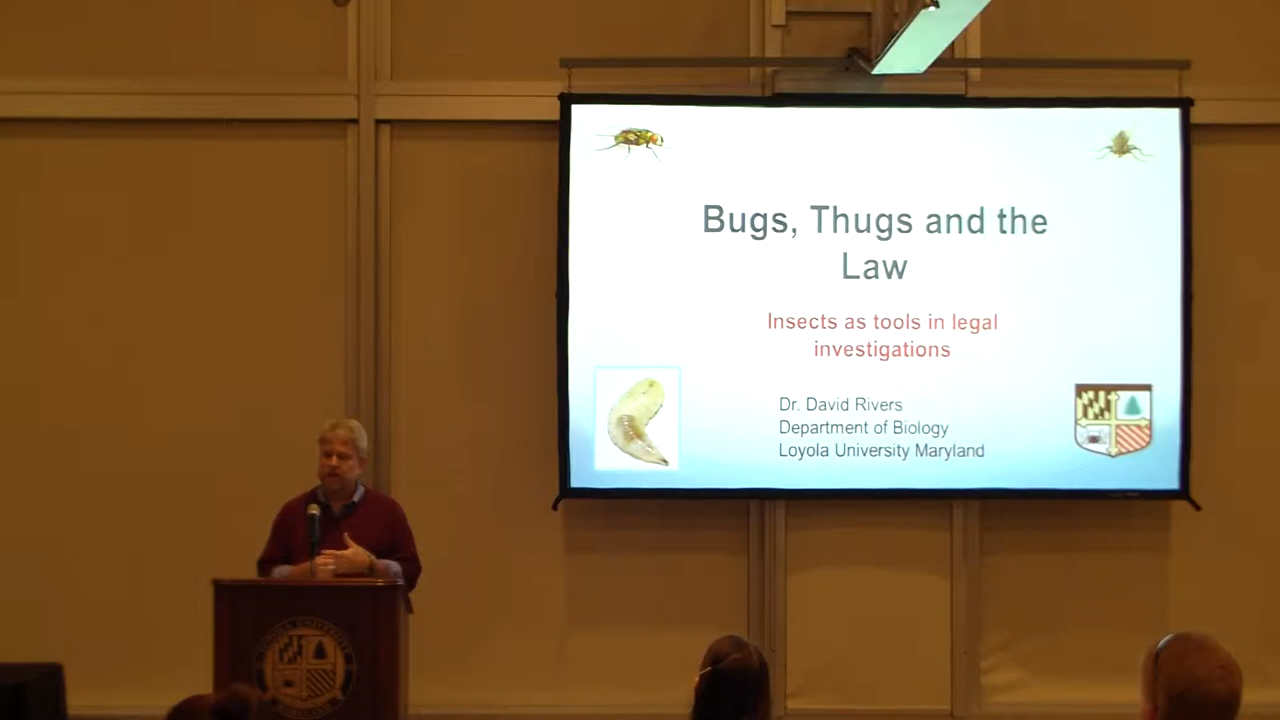 Bugs, Thugs and the
Law
Insects as tools in legal
investigations
Dr. David Rivers
Department of Biology
Loyola University Maryland